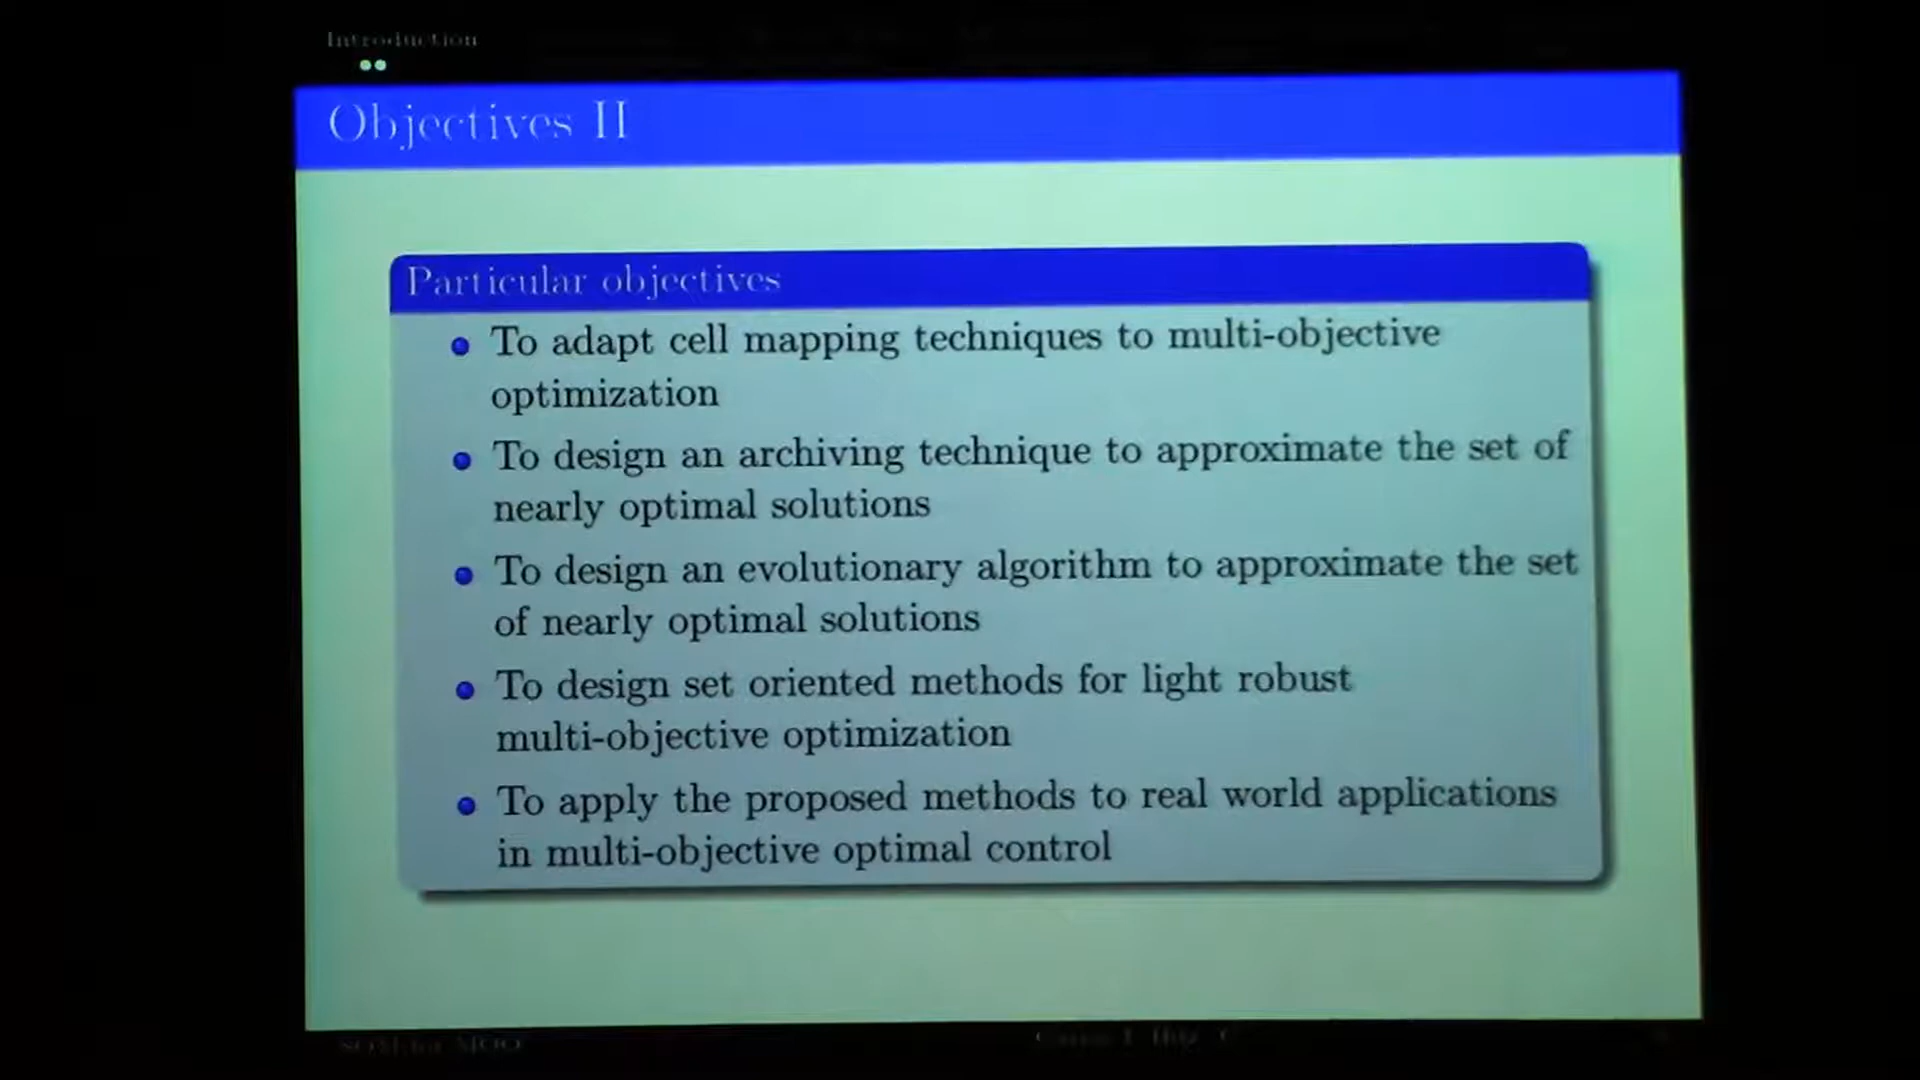 Introduction
Objectives II
Particular objectives
To adapt cell mapping techniques to multi-objective
optimization
To design an archiving technique to approximate the set of
nearly optimal solutions
To design an evolutionary algorithm to approximate the set
of nearly optimal solutions
To design set oriented methods for light robust
multi-objective optimization
To apply the proposed methods to real world applications
in multi-objective optimal control